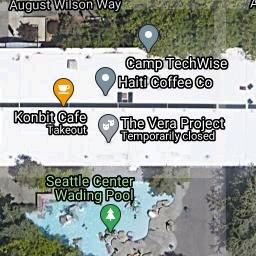 August Wilson Way
Camp TechWise
Haiti Coffee Co
Konbit Cafe
Takeout
The Vera Project
Temporarily closed
Seattle Center
Wading Pool